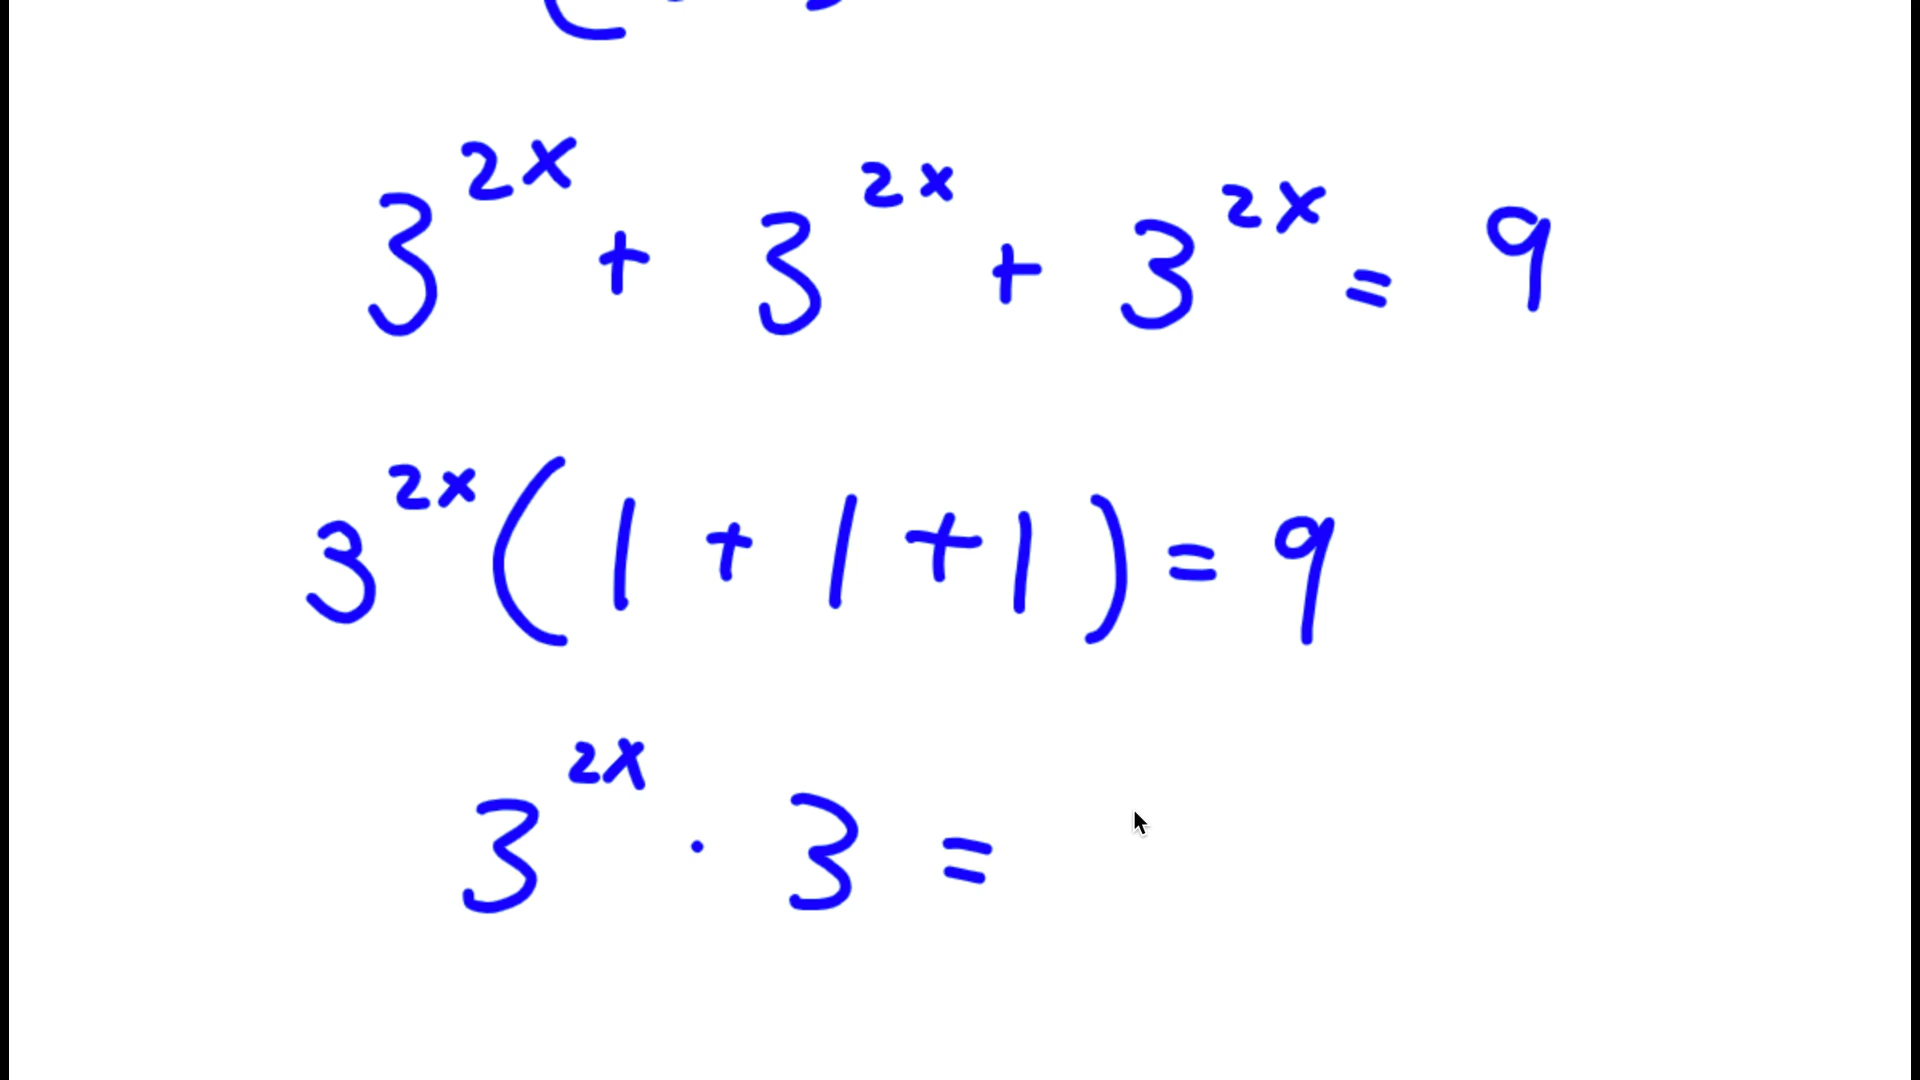 3^{2x} + 3^{2x} + 3^{2x} = 9
3^{2x} (1 + 1 + 1) = 9
3^{2x} · 3 =